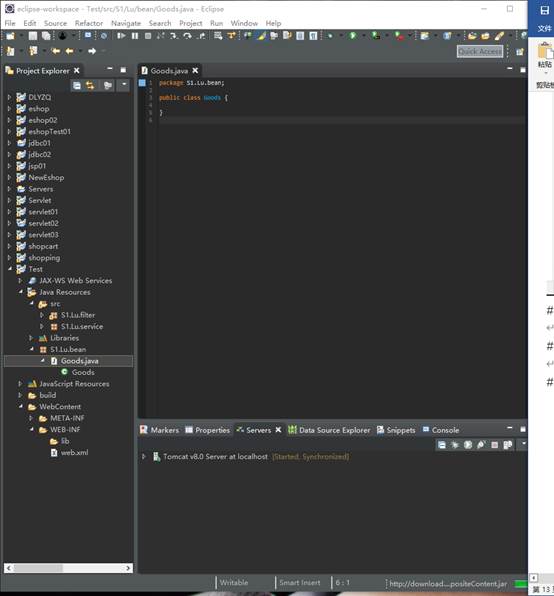 eclipse-workspace - Test/src/S1/Lu/bean/Goods.java - Eclipse
File Edit Source Refactor Navigate Search Project Run Window Help
文件
Quick Access
粘贴
剪贴板
Project Explorer
Goods.java
DLYZQ
eshop
eshop02
eshopTest01
jdbc01
jdbc02
jsp01
NewEshop
Servers
Servlet
servlet01
servlet02
servlet03
shopcart
shopping
Test
JAX-WS Web Services
Java Resources
src
S1.Lu.filter
S1.Lu.service
Libraries
S1.Lu.bean
Goods.java
Goods
JavaScript Resources
build
WebContent
META-INF
WEB-INF
lib
web.xml
1 package S1.Lu.bean;
2
3 public class Goods {
4
5 }
6
#
#
#
Markers Properties Servers Data Source Explorer Snippets Console
Tomcat v8.0 Server at localhost [Started, Synchronized]
Writable Smart Insert 6 : 1 http://download....positeContent.jar
第 13